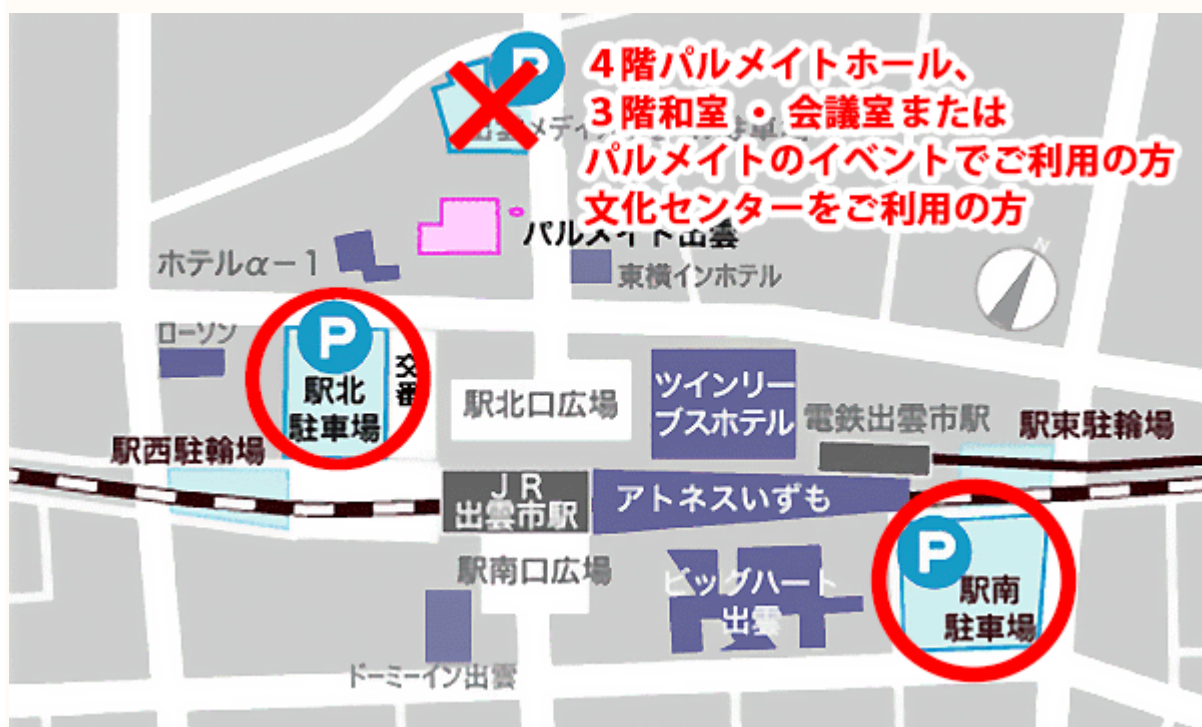 P
4階パルメイトホール、
3階和室・会議室または
パルメイトのイベントでご利用の方
文化センターをご利用の方
パルメイト出雲
ホテルα-1
東横インホテル
N
ローソン
P
駅北
駐車場
交番
駅北口広場
ツインリー
ブスホテル
電鉄出雲市駅
駅東駐輪場
駅西駐輪場
JR
出雲市駅
アトネスいずも
駅南口広場
ビッグハート
出雲
P
駅南
駐車場
ドーミーイン出雲